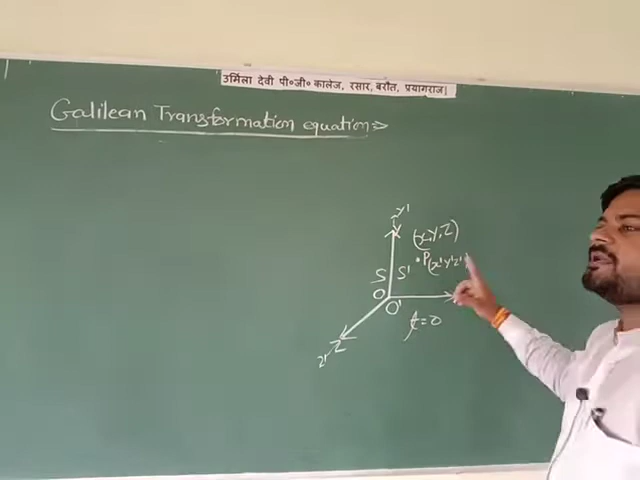 उर्मिला देवी पी०जी० कालेज, रसार, बरौत, प्रयागराज
Galilean Transformation equation ⇒
y'
y
(x,y,z)
P(x'y'z')
S S'
O
O'
t=0
z
z'